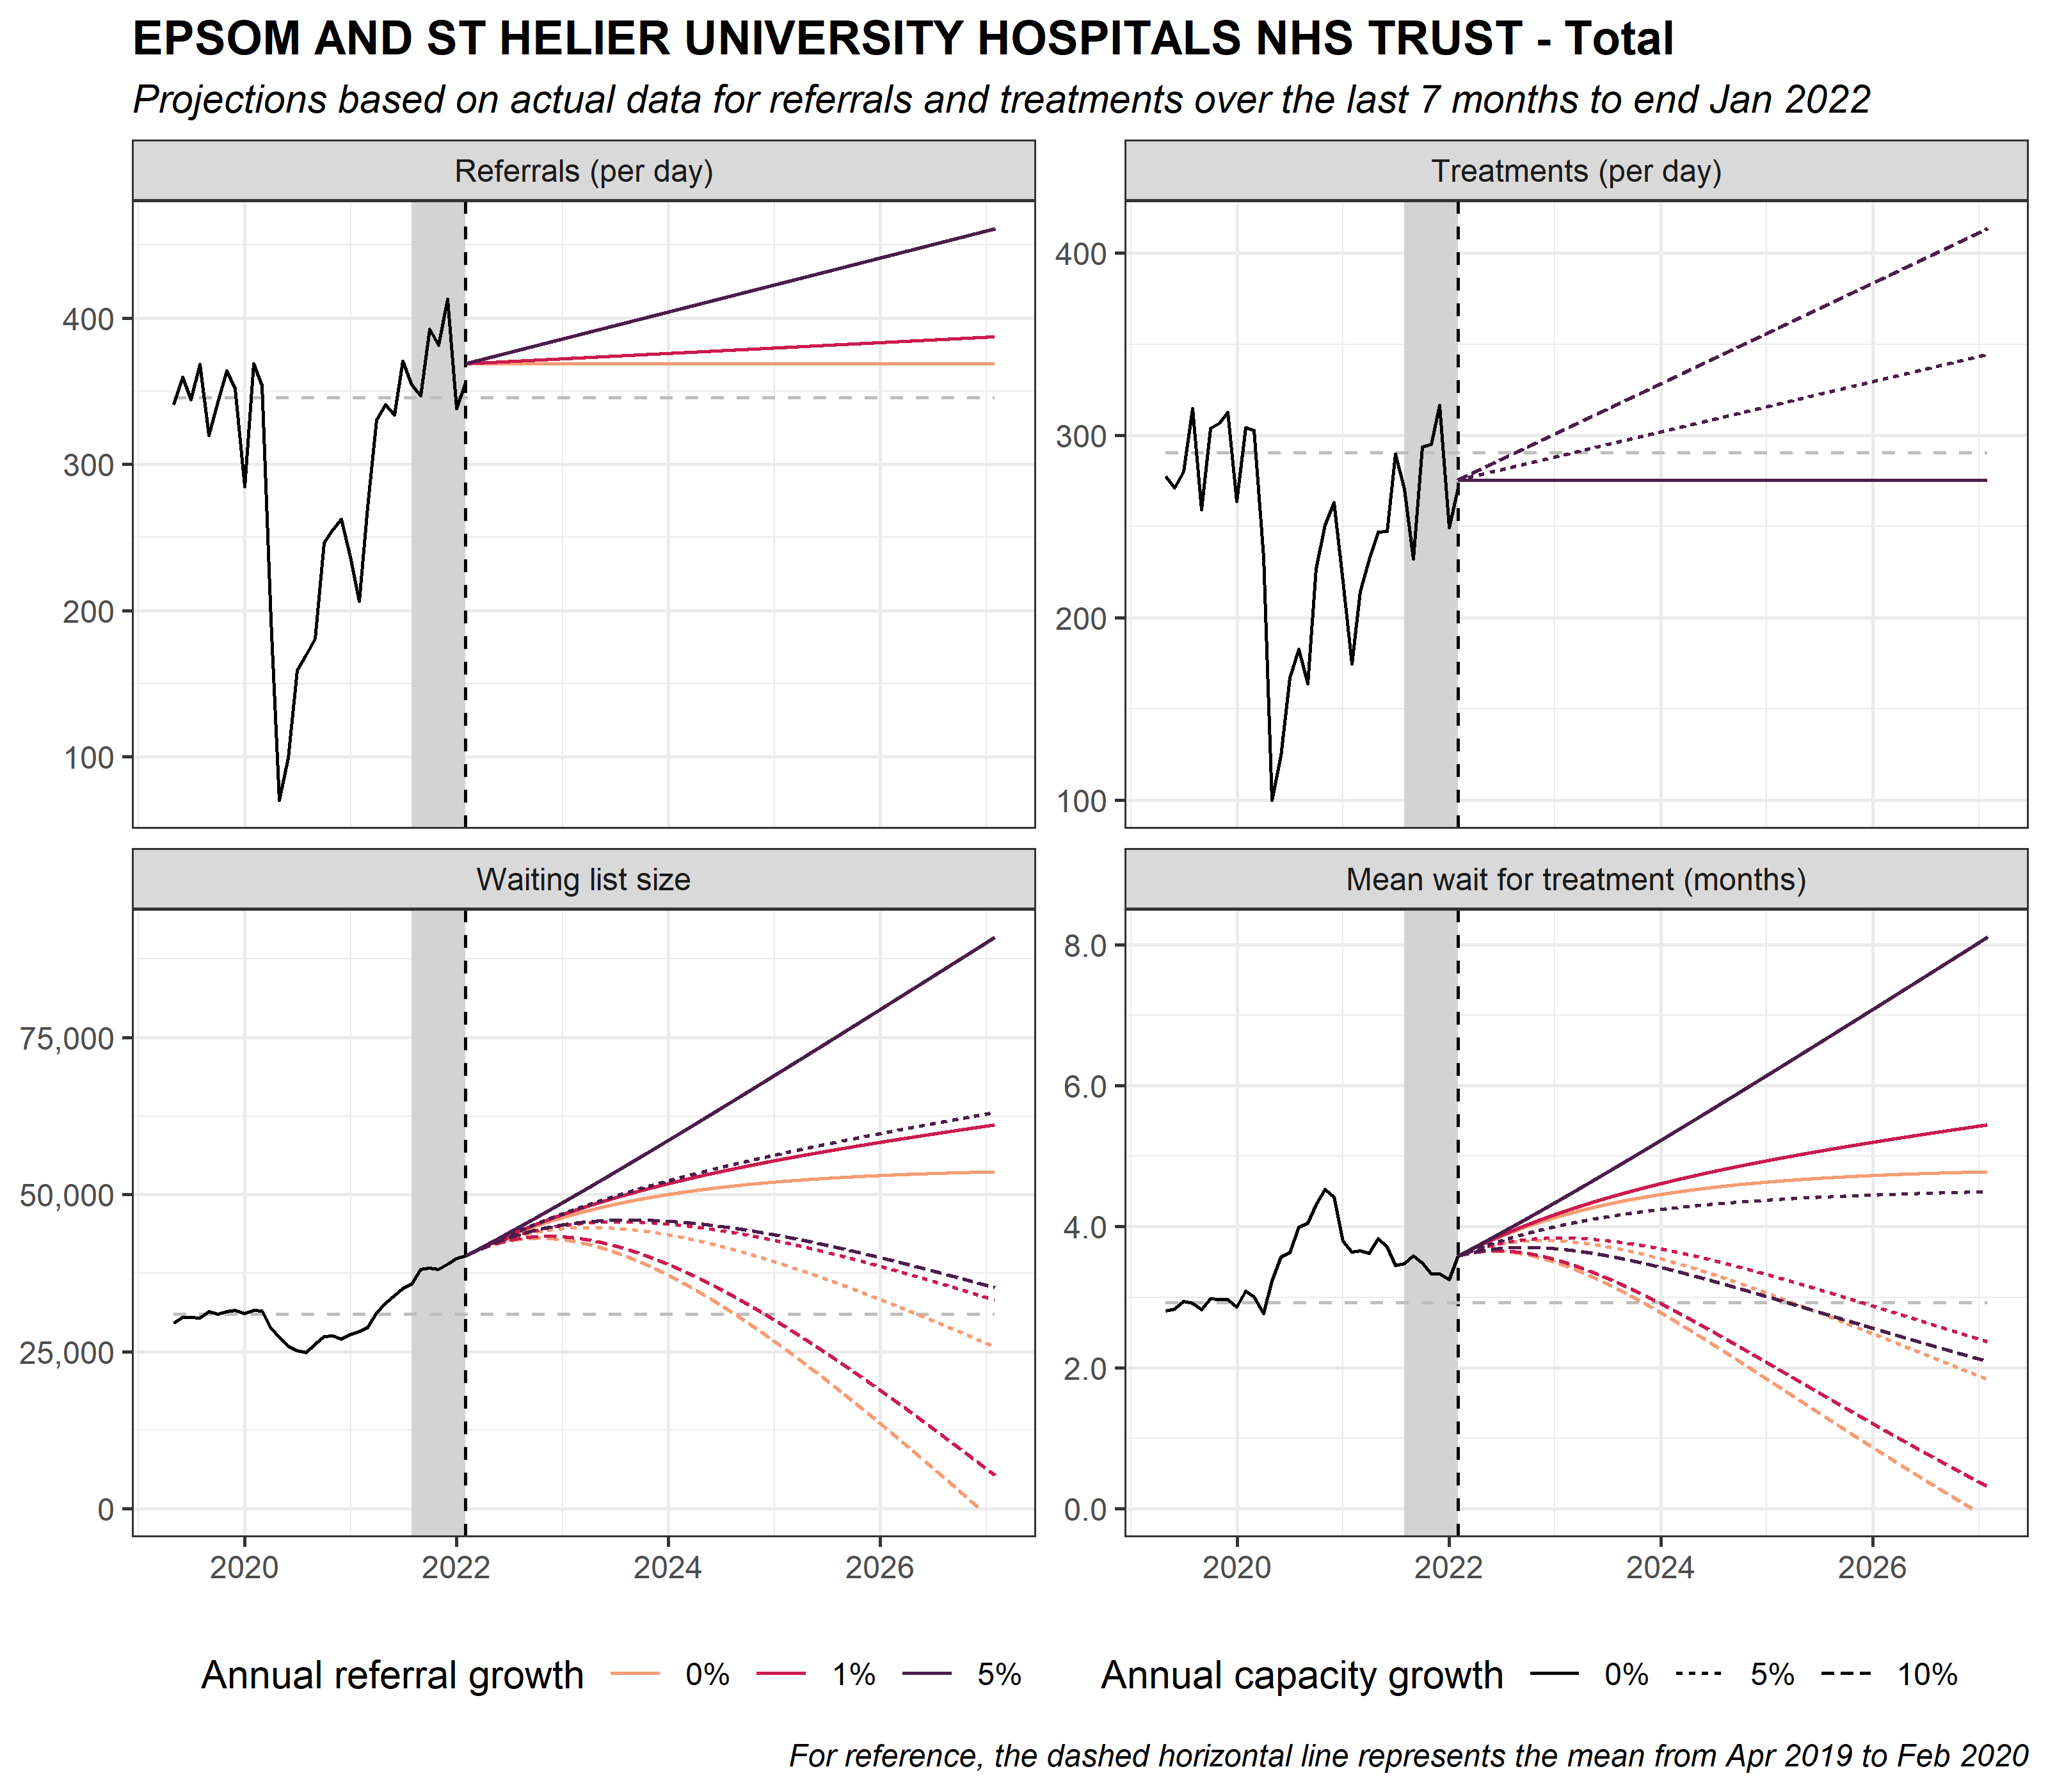 EPSOM AND ST HELIER UNIVERSITY HOSPITALS NHS TRUST - Total
Projections based on actual data for referrals and treatments over the last 7 months to end Jan 2022
Referrals (per day)
400
300
200
100
Treatments (per day)
400
300
200
100
Waiting list size
75,000
50,000
25,000
0
2020 2022 2024 2026
Mean wait for treatment (months)
8.0
6.0
4.0
2.0
0.0
2020 2022 2024 2026
Annual referral growth 0% 1% 5%
Annual capacity growth 0% 5% 10%
For reference, the dashed horizontal line represents the mean from Apr 2019 to Feb 2020